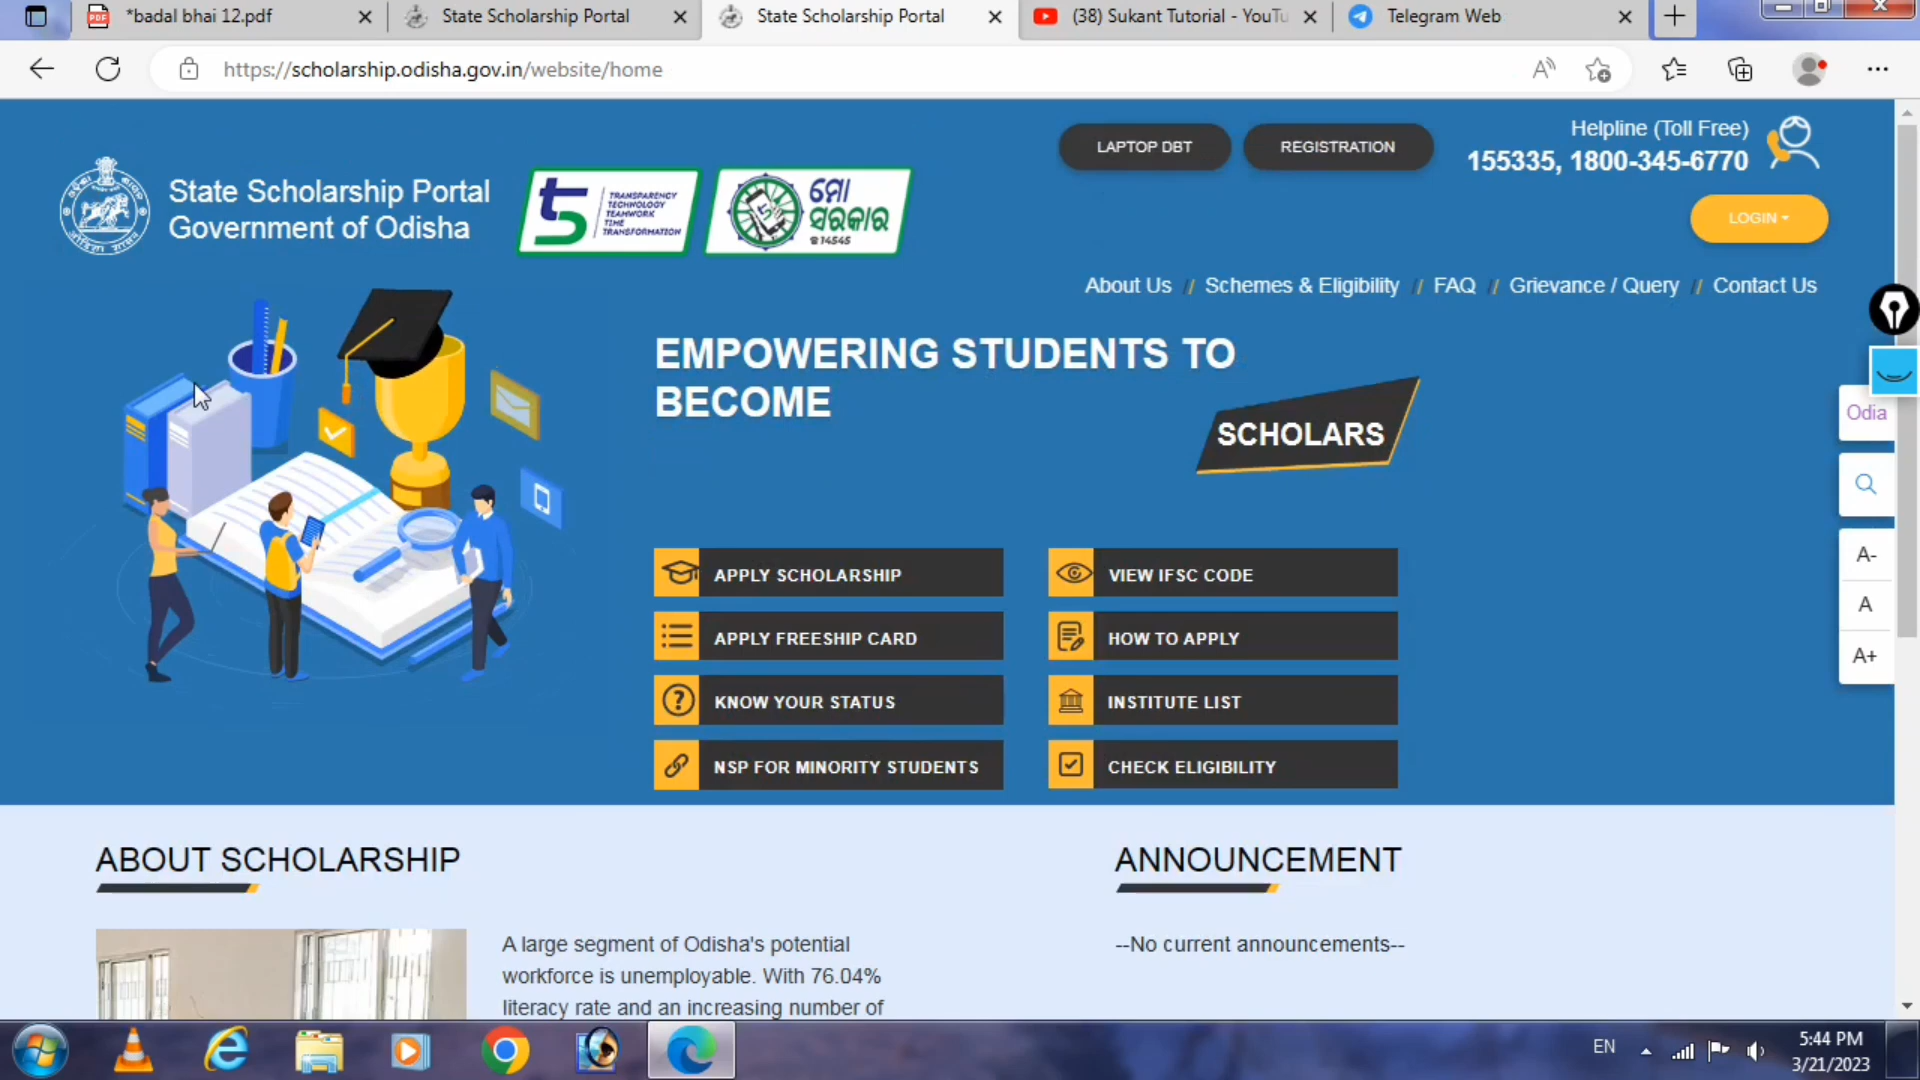 *badal bhai 12.pdf
State Scholarship Portal
State Scholarship Portal
(38) Sukant Tutorial - YouTu
Telegram Web
https://scholarship.odisha.gov.in/website/home
State Scholarship Portal
Government of Odisha
5
TRANSPARENCY
TECHNOLOGY
TEAMWORK
TIME
TRANSFORMATION
ମୋ
ସରକାର
14545
LAPTOP DBT
REGISTRATION
Helpline (Toll Free)
155335, 1800-345-6770
LOGIN
About Us // Schemes & Eligibility // FAQ // Grievance / Query // Contact Us
EMPOWERING STUDENTS TO
BECOME
SCHOLARS
Odia
A-
A
A+
APPLY SCHOLARSHIP
VIEW IFSC CODE
APPLY FREESHIP CARD
HOW TO APPLY
KNOW YOUR STATUS
INSTITUTE LIST
NSP FOR MINORITY STUDENTS
CHECK ELIGIBILITY
ABOUT SCHOLARSHIP
A large segment of Odisha's potential
workforce is unemployable. With 76.04%
literacy rate and an increasing number of
ANNOUNCEMENT
--No current announcements--
EN
5:44 PM
3/21/2023